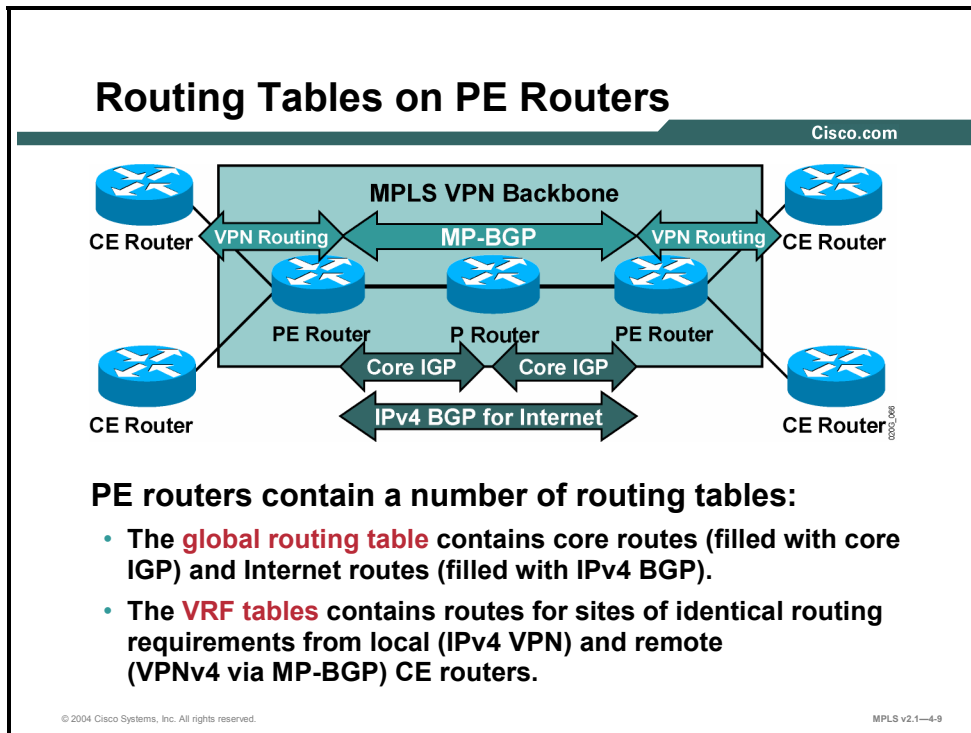 Routing Tables on PE Routers
Cisco.com
MPLS VPN Backbone
CE Router
VPN Routing
MP-BGP
VPN Routing
CE Router
PE Router
P Router
PE Router
Core IGP
Core IGP
CE Router
IPv4 BGP for Internet
CE Router
020G_066
PE routers contain a number of routing tables:
• The global routing table contains core routes (filled with core
IGP) and Internet routes (filled with IPv4 BGP).
• The VRF tables contains routes for sites of identical routing
requirements from local (IPv4 VPN) and remote
(VPNv4 via MP-BGP) CE routers.
© 2004 Cisco Systems, Inc. All rights reserved.
MPLS v2.1—4-9